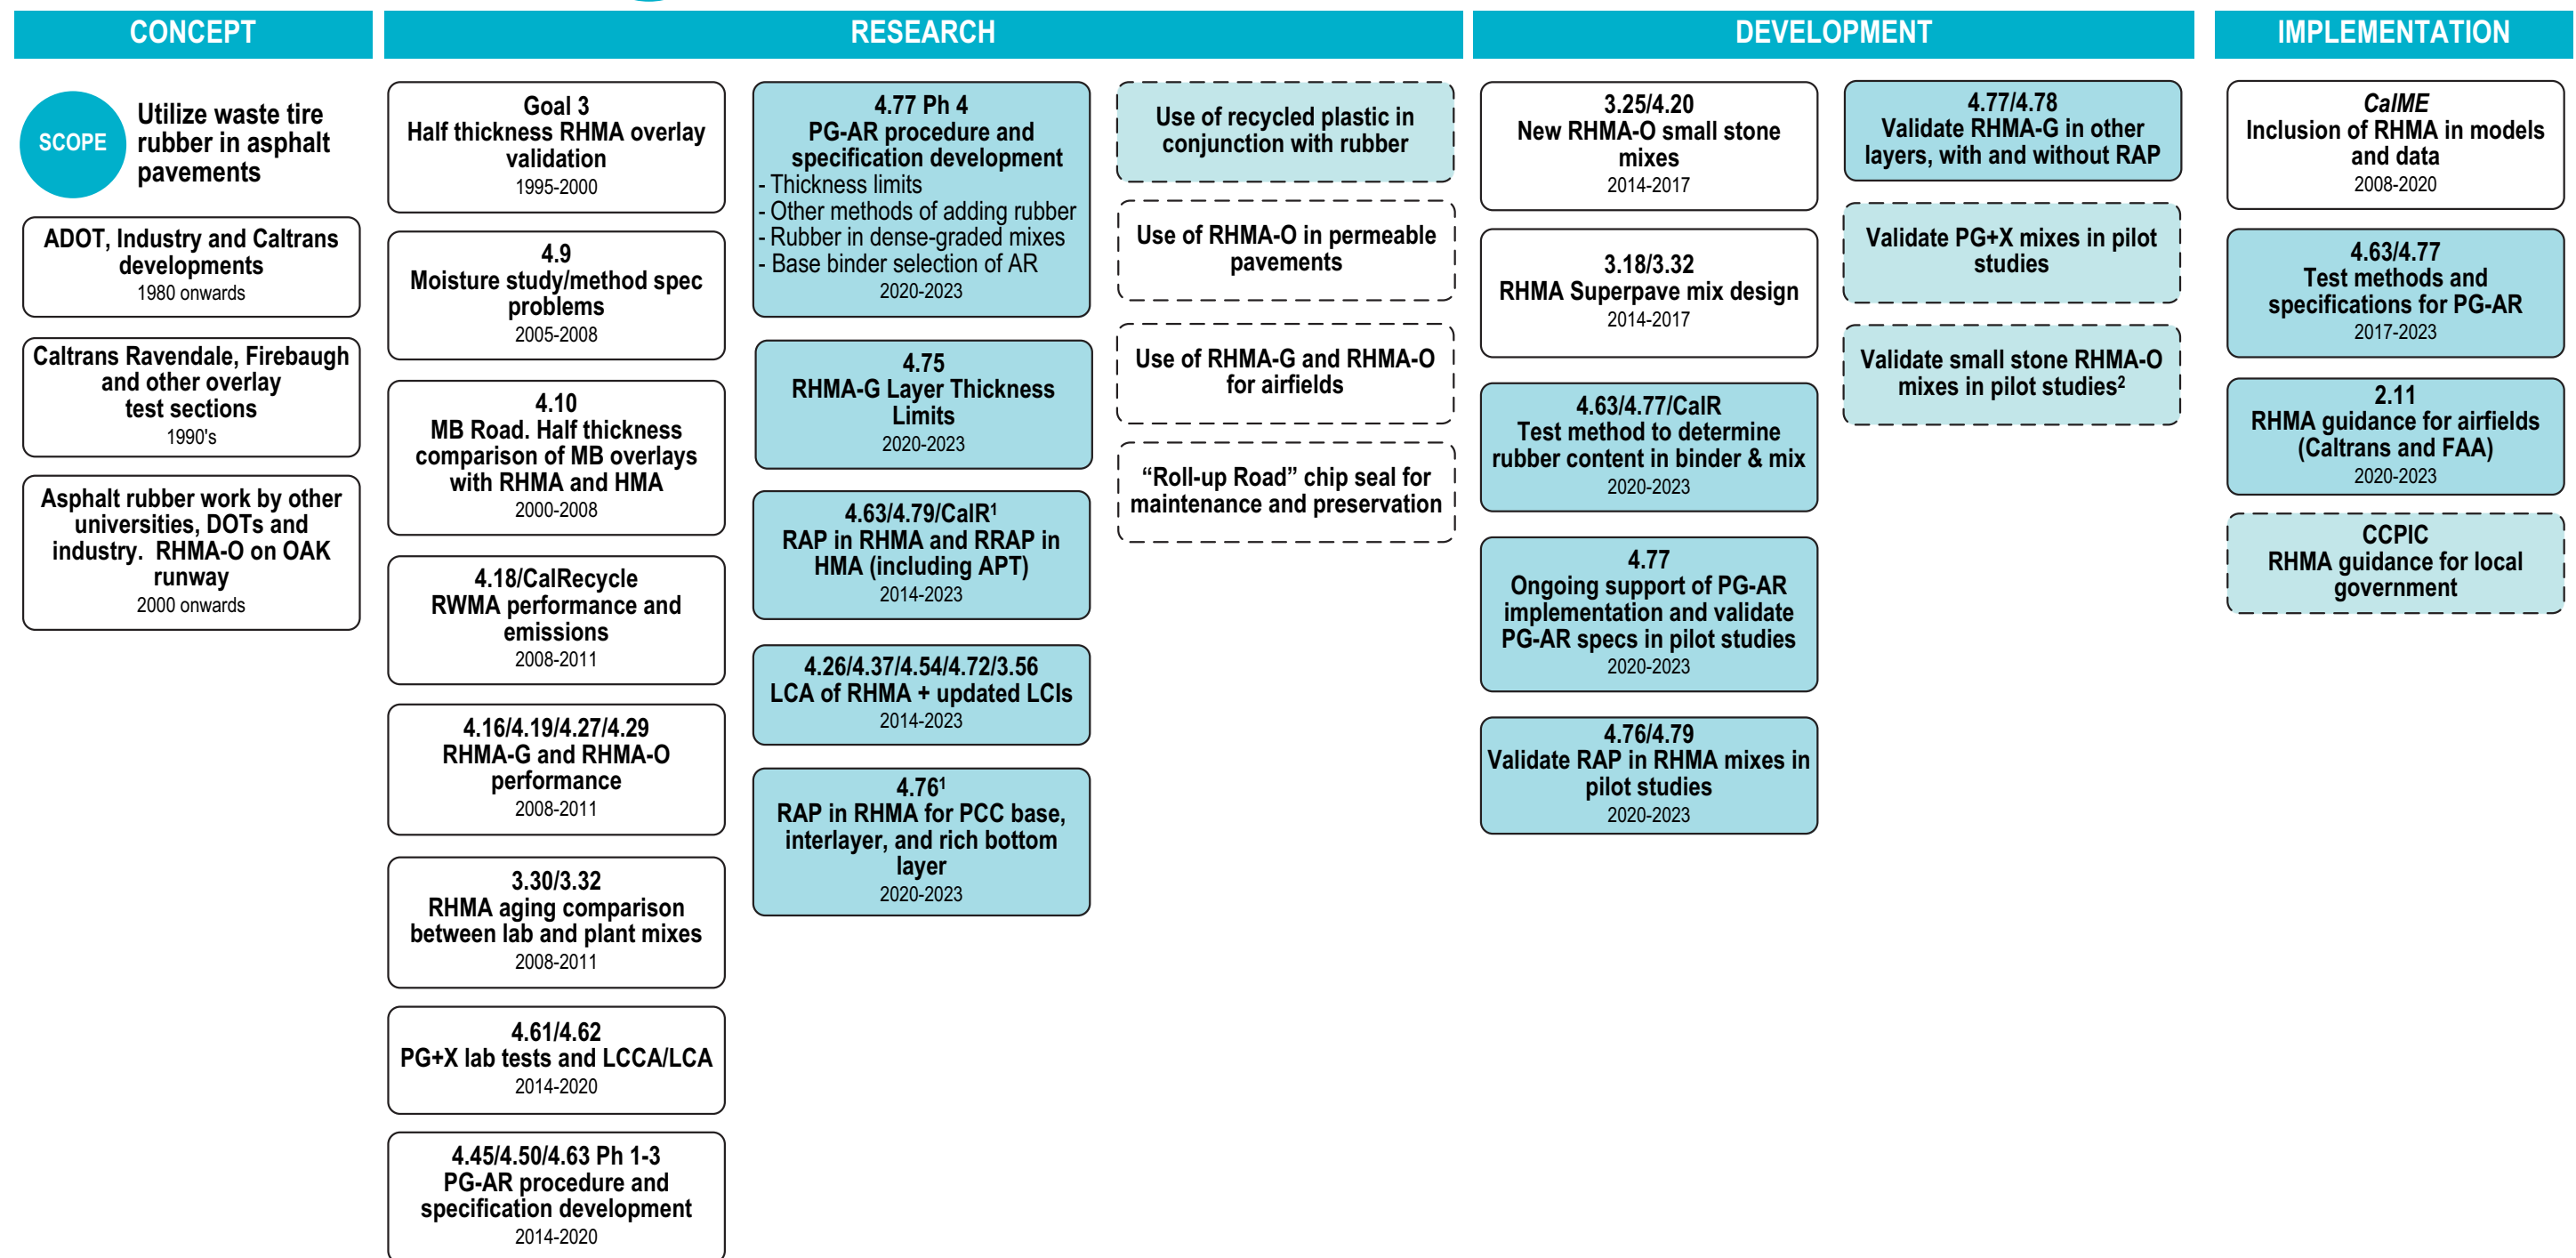 CONCEPT
SCOPE
Utilize waste tire
rubber in asphalt
pavements
ADOT, Industry and Caltrans
developments
1980 onwards
Caltrans Ravendale, Firebaugh
and other overlay
test sections
1990's
Asphalt rubber work by other
universities, DOTs and
industry. RHMA-O on OAK
runway
2000 onwards
RESEARCH
Goal 3
Half thickness RHMA overlay
validation
1995-2000
4.9
Moisture study/method spec
problems
2005-2008
4.10
MB Road. Half thickness
comparison of MB overlays
with RHMA and HMA
2000-2008
4.18/CalRecycle
RWMA performance and
emissions
2008-2011
4.16/4.19/4.27/4.29
RHMA-G and RHMA-O
performance
2008-2011
3.30/3.32
RHMA aging comparison
between lab and plant mixes
2008-2011
4.61/4.62
PG+X lab tests and LCCA/LCA
2014-2020
4.45/4.50/4.63 Ph 1-3
PG-AR procedure and
specification development
2014-2020
4.77 Ph 4
PG-AR procedure and
specification development
- Thickness limits
- Other methods of adding rubber
- Rubber in dense-graded mixes
- Base binder selection of AR
2020-2023
4.75
RHMA-G Layer Thickness
Limits
2020-2023
4.63/4.79/CalR¹
RAP in RHMA and RRAP in
HMA (including APT)
2014-2023
4.26/4.37/4.54/4.72/3.56
LCA of RHMA + updated LCIs
2014-2023
4.76¹
RAP in RHMA for PCC base,
interlayer, and rich bottom
layer
2020-2023
Use of recycled plastic in
conjunction with rubber
Use of RHMA-O in permeable
pavements
Use of RHMA-G and RHMA-O
for airfields
“Roll-up Road” chip seal for
maintenance and preservation
DEVELOPMENT
3.25/4.20
New RHMA-O small stone
mixes
2014-2017
3.18/3.32
RHMA Superpave mix design
2014-2017
4.63/4.77/CalR
Test method to determine
rubber content in binder & mix
2020-2023
4.77
Ongoing support of PG-AR
implementation and validate
PG-AR specs in pilot studies
2020-2023
4.76/4.79
Validate RAP in RHMA mixes in
pilot studies
2020-2023
4.77/4.78
Validate RHMA-G in other
layers, with and without RAP
Validate PG+X mixes in pilot
studies
Validate small stone RHMA-O
mixes in pilot studies²
IMPLEMENTATION
CalME
Inclusion of RHMA in models
and data
2008-2020
4.63/4.77
Test methods and
specifications for PG-AR
2017-2023
2.11
RHMA guidance for airfields
(Caltrans and FAA)
2020-2023
CCPIC
RHMA guidance for local
government